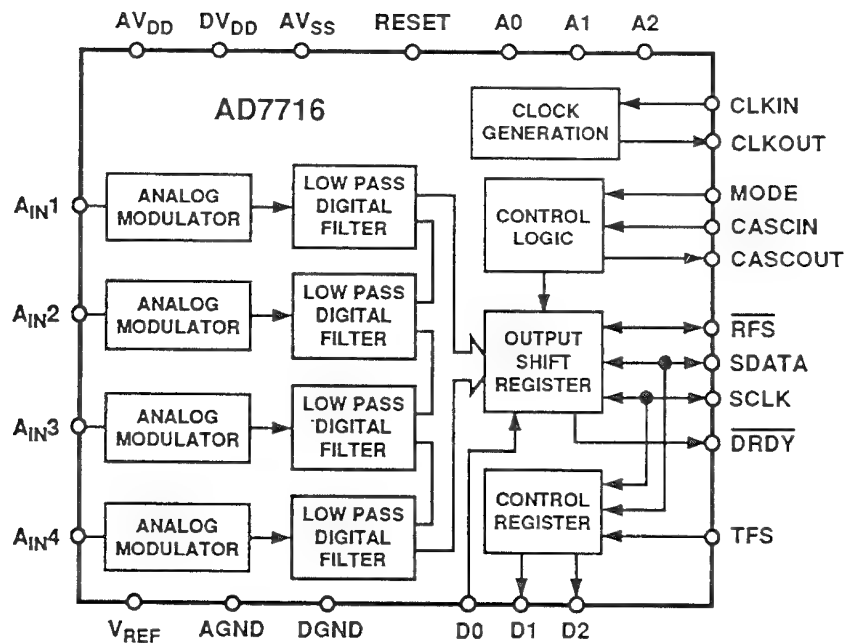 AVDD DVDD AVSS RESET A0 A1 A2
AD7716
CLOCK
GENERATION
CLKIN
CLKOUT
AIN1
ANALOG
MODULATOR
LOW PASS
DIGITAL
FILTER
CONTROL
LOGIC
MODE
CASCIN
CASCOUT
AIN2
ANALOG
MODULATOR
LOW PASS
DIGITAL
FILTER
OUTPUT
SHIFT
REGISTER
RFS
SDATA
SCLK
DRDY
AIN3
ANALOG
MODULATOR
LOW PASS
DIGITAL
FILTER
AIN4
ANALOG
MODULATOR
LOW PASS
DIGITAL
FILTER
CONTROL
REGISTER
TFS
VREF AGND DGND D0 D1 D2